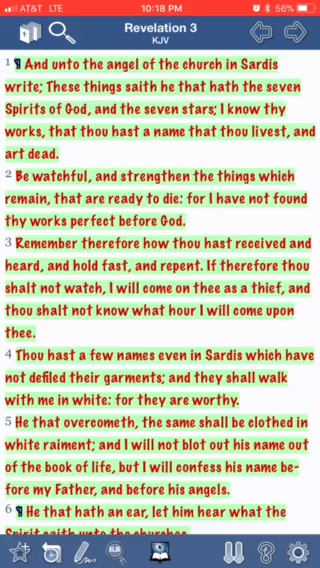 AT&T LTE 10:18 PM 56%
Revelation 3
KJV
1 ¶ And unto the angel of the church in Sardis
write; These things saith he that hath the seven
Spirits of God, and the seven stars; I know thy
works, that thou hast a name that thou livest, and
art dead.
2 Be watchful, and strengthen the things which
remain, that are ready to die: for I have not found
thy works perfect before God.
3 Remember therefore how thou hast received and
heard, and hold fast, and repent. If therefore thou
shalt not watch, I will come on thee as a thief, and
thou shalt not know what hour I will come upon
thee.
4 Thou hast a few names even in Sardis which have
not defiled their garments; and they shall walk
with me in white: for they are worthy.
5 He that overcometh, the same shall be clothed in
white raiment; and I will not blot out his name out
of the book of life, but I will confess his name be-
fore my Father, and before his angels.
6 ¶ He that hath an ear, let him hear what the
Spirit saith unto the churches.
SLB